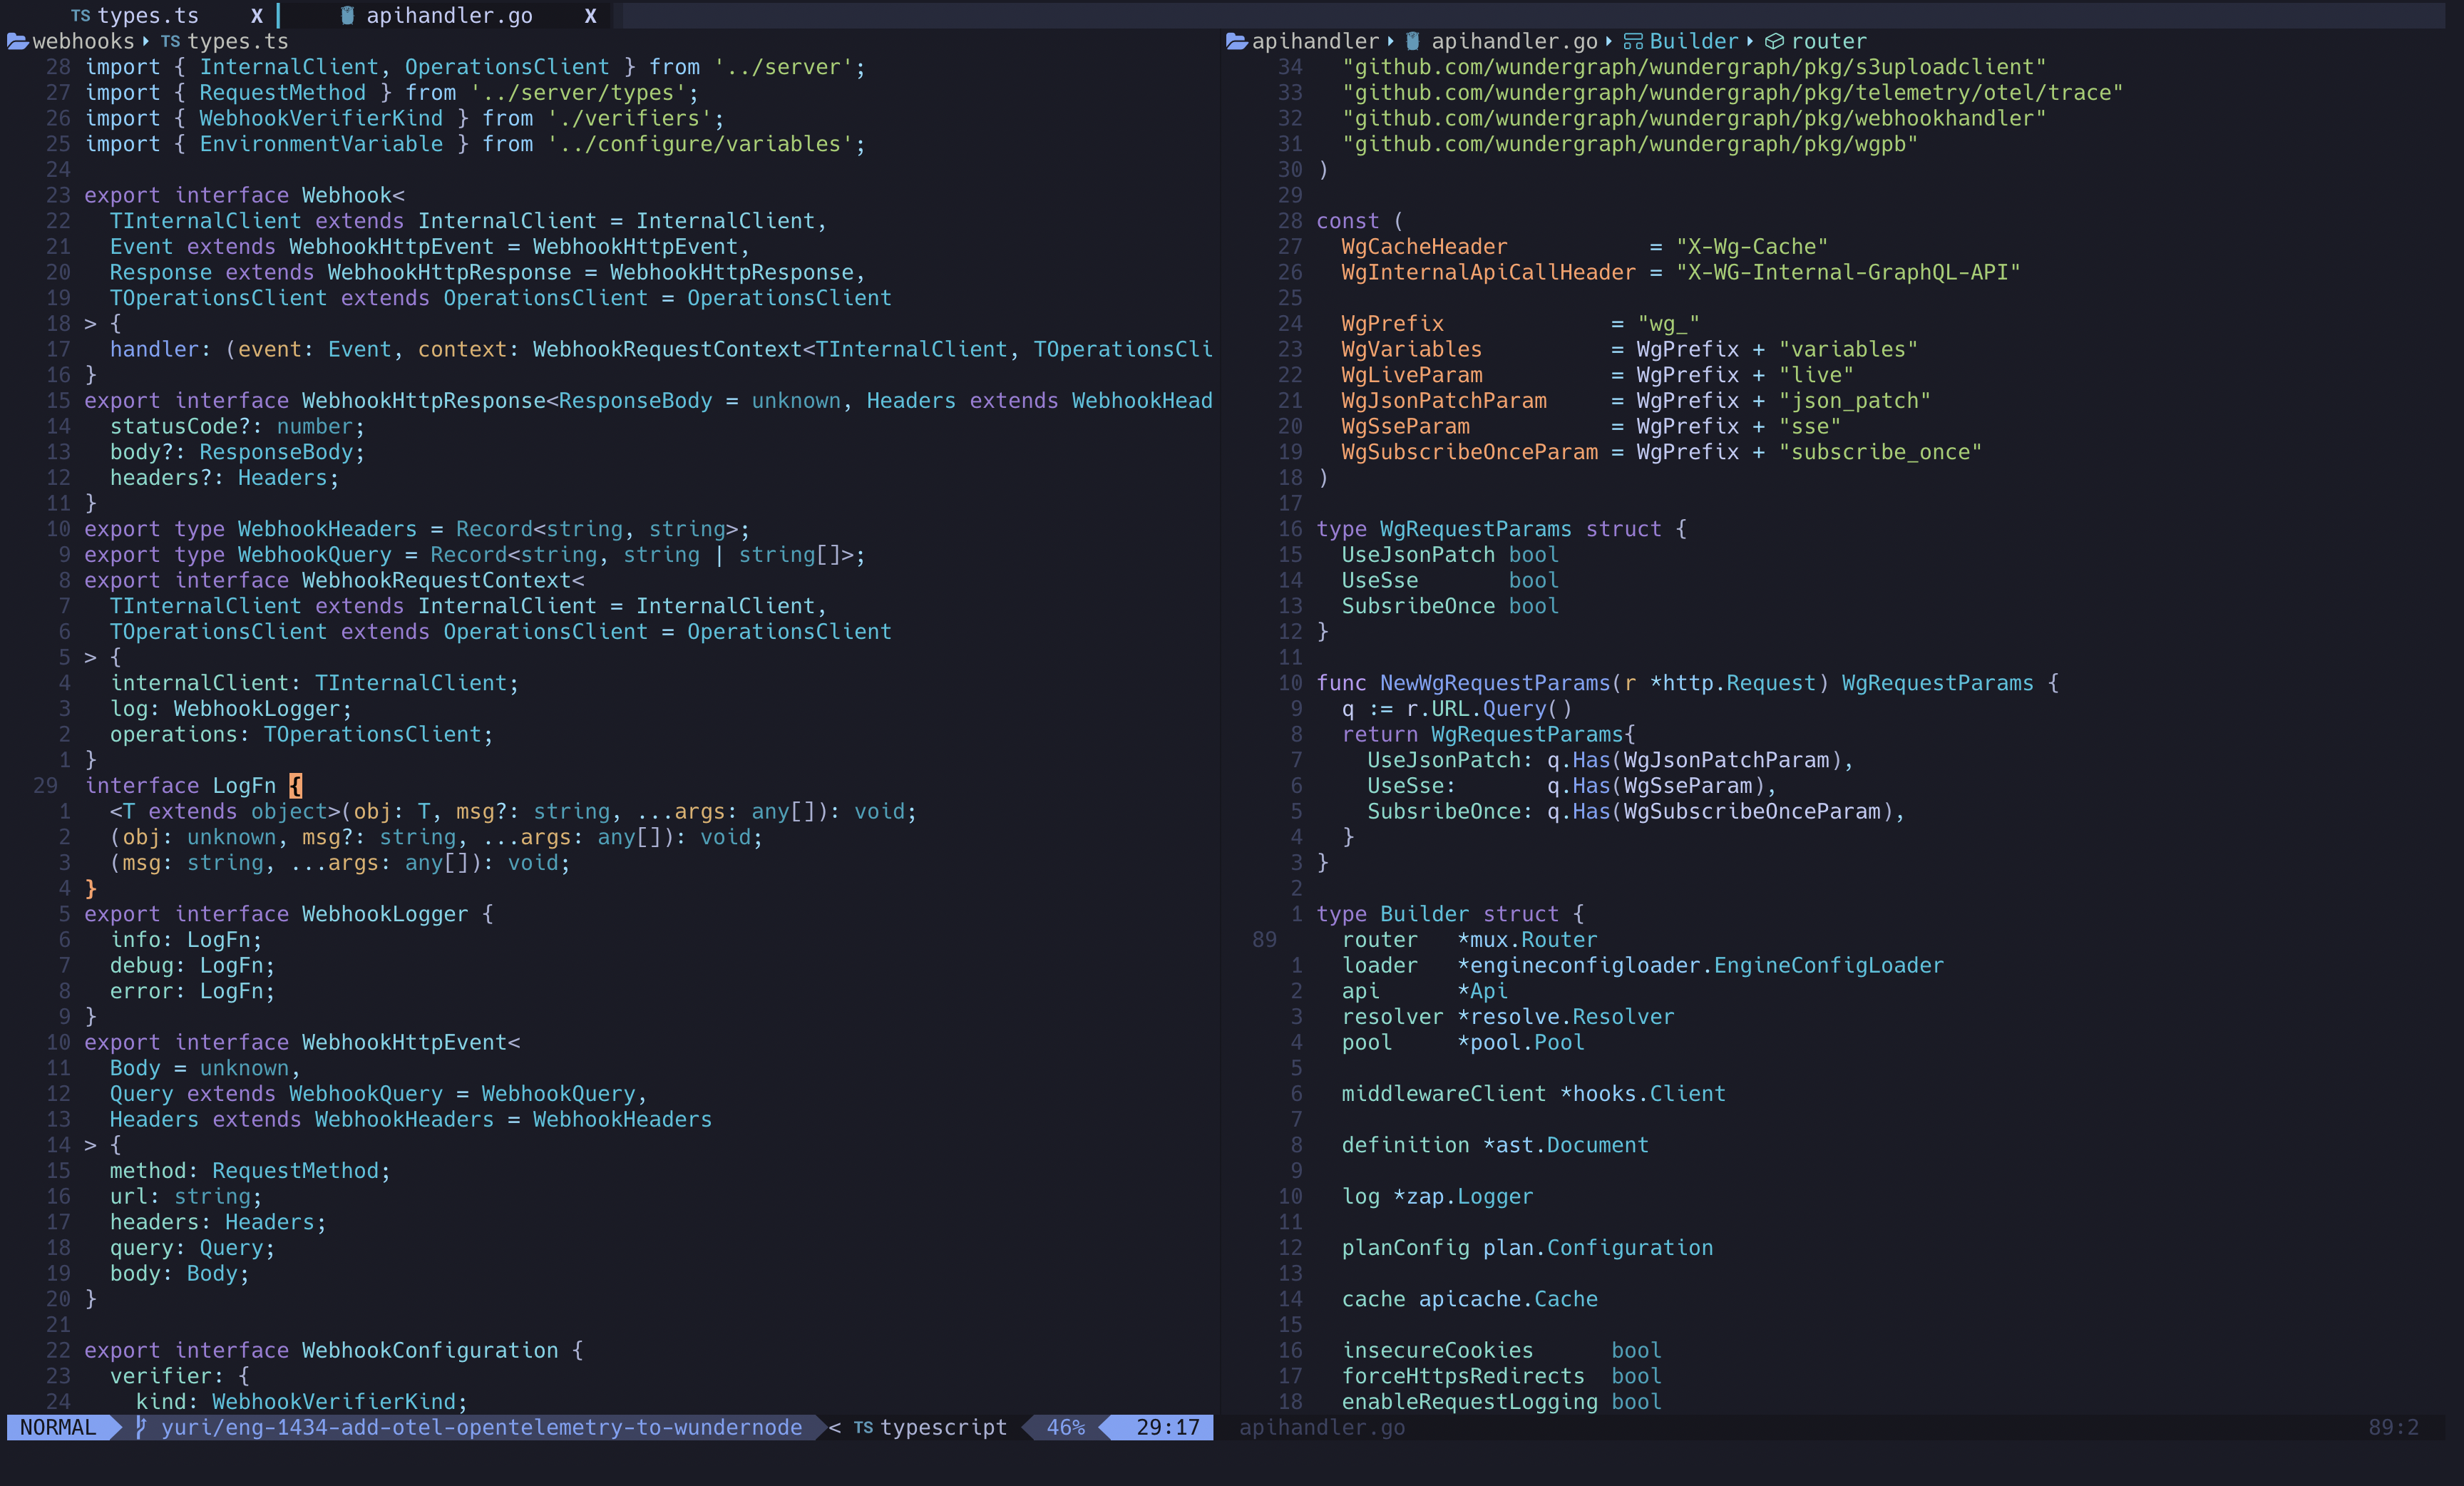 TS types.ts X apihandler.go X
webhooks TS types.ts
28 import { InternalClient, OperationsClient } from '../server';
27 import { RequestMethod } from '../server/types';
26 import { WebhookVerifierKind } from './verifiers';
25 import { EnvironmentVariable } from '../configure/variables';
24
23 export interface Webhook<
22 TInternalClient extends InternalClient = InternalClient,
21 Event extends WebhookHttpEvent = WebhookHttpEvent,
20 Response extends WebhookHttpResponse = WebhookHttpResponse,
19 TOperationsClient extends OperationsClient = OperationsClient
18 > {
17 handler: (event: Event, context: WebhookRequestContext<TInternalClient, TOperationsCli
16 }
15 export interface WebhookHttpResponse<ResponseBody = unknown, Headers extends WebhookHead
14 statusCode?: number;
13 body?: ResponseBody;
12 headers?: Headers;
11 }
10 export type WebhookHeaders = Record<string, string>;
9 export type WebhookQuery = Record<string, string | string[]>;
8 export interface WebhookRequestContext<
7 TInternalClient extends InternalClient = InternalClient,
6 TOperationsClient extends OperationsClient = OperationsClient
5 > {
4 internalClient: TInternalClient;
3 log: WebhookLogger;
2 operations: TOperationsClient;
1 }
29 interface LogFn {
1 <T extends object>(obj: T, msg?: string, ...args: any[]): void;
2 (obj: unknown, msg?: string, ...args: any[]): void;
3 (msg: string, ...args: any[]): void;
4 }
5 export interface WebhookLogger {
6 info: LogFn;
7 debug: LogFn;
8 error: LogFn;
9 }
10 export interface WebhookHttpEvent<
11 Body = unknown,
12 Query extends WebhookQuery = WebhookQuery,
13 Headers extends WebhookHeaders = WebhookHeaders
14 > {
15 method: RequestMethod;
16 url: string;
17 headers: Headers;
18 query: Query;
19 body: Body;
20 }
21
22 export interface WebhookConfiguration {
23 verifier: {
24 kind: WebhookVerifierKind;
NORMAL yuri/eng-1434-add-otel-opentelemetry-to-wundernode < TS typescript 46% 29:17
apihandler apihandler.go Builder router
34 "github.com/wundergraph/wundergraph/pkg/s3uploadclient"
33 "github.com/wundergraph/wundergraph/pkg/telemetry/otel/trace"
32 "github.com/wundergraph/wundergraph/pkg/webhookhandler"
31 "github.com/wundergraph/wundergraph/pkg/wgpb"
30 )
29
28 const (
27 WgCacheHeader = "X-Wg-Cache"
26 WgInternalApiCallHeader = "X-WG-Internal-GraphQL-API"
25
24 WgPrefix = "wg_"
23 WgVariables = WgPrefix + "variables"
22 WgLiveParam = WgPrefix + "live"
21 WgJsonPatchParam = WgPrefix + "json_patch"
20 WgSseParam = WgPrefix + "sse"
19 WgSubscribeOnceParam = WgPrefix + "subscribe_once"
18 )
17
16 type WgRequestParams struct {
15 UseJsonPatch bool
14 UseSse bool
13 SubsribeOnce bool
12 }
11
10 func NewWgRequestParams(r *http.Request) WgRequestParams {
9 q := r.URL.Query()
8 return WgRequestParams{
7 UseJsonPatch: q.Has(WgJsonPatchParam),
6 UseSse: q.Has(WgSseParam),
5 SubsribeOnce: q.Has(WgSubscribeOnceParam),
4 }
3 }
2
1 type Builder struct {
89 router *mux.Router
1 loader *engineconfigloader.EngineConfigLoader
2 api *Api
3 resolver *resolve.Resolver
4 pool *pool.Pool
5
6 middlewareClient *hooks.Client
7
8 definition *ast.Document
9
10 log *zap.Logger
11
12 planConfig plan.Configuration
13
14 cache apicache.Cache
15
16 insecureCookies bool
17 forceHttpsRedirects bool
18 enableRequestLogging bool
apihandler.go 89:2